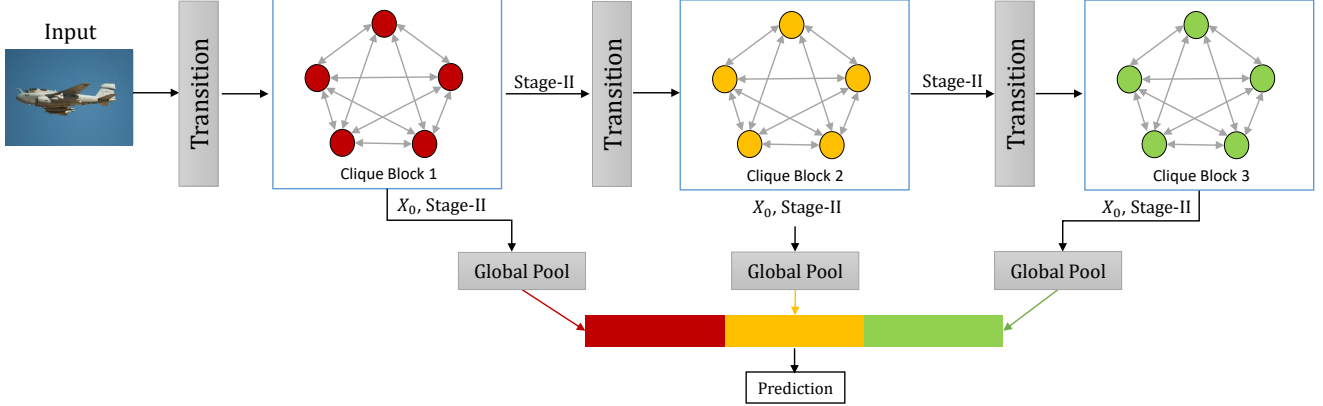 Input
Transition
Clique Block 1
Stage-II
Transition
Clique Block 2
Stage-II
Transition
Clique Block 3
X₀, Stage-II
X₀, Stage-II
X₀, Stage-II
Global Pool
Global Pool
Global Pool
Prediction